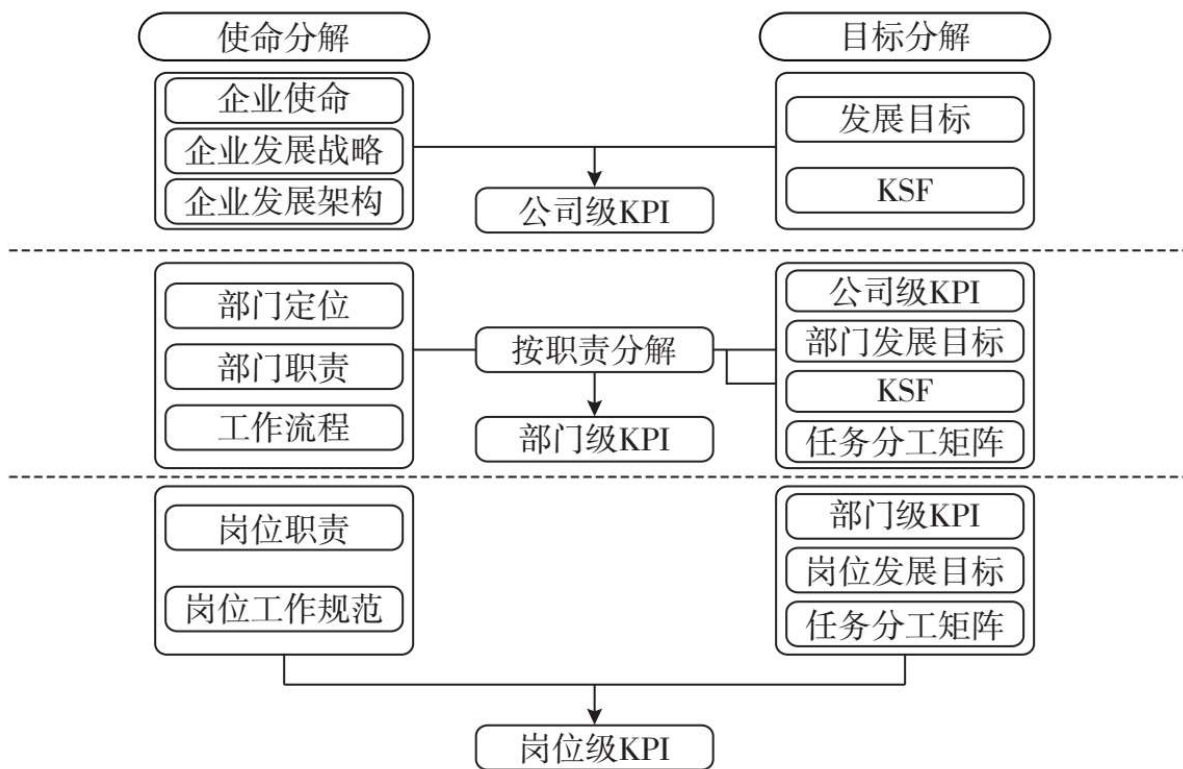 使命分解
目标分解
企业使命
企业发展战略
企业发展架构
发展目标
KSF
公司级KPI
部门定位
部门职责
工作流程
按职责分解
部门级KPI
公司级KPI
部门发展目标
KSF
任务分工矩阵
岗位职责
岗位工作规范
部门级KPI
岗位发展目标
任务分工矩阵
岗位级KPI